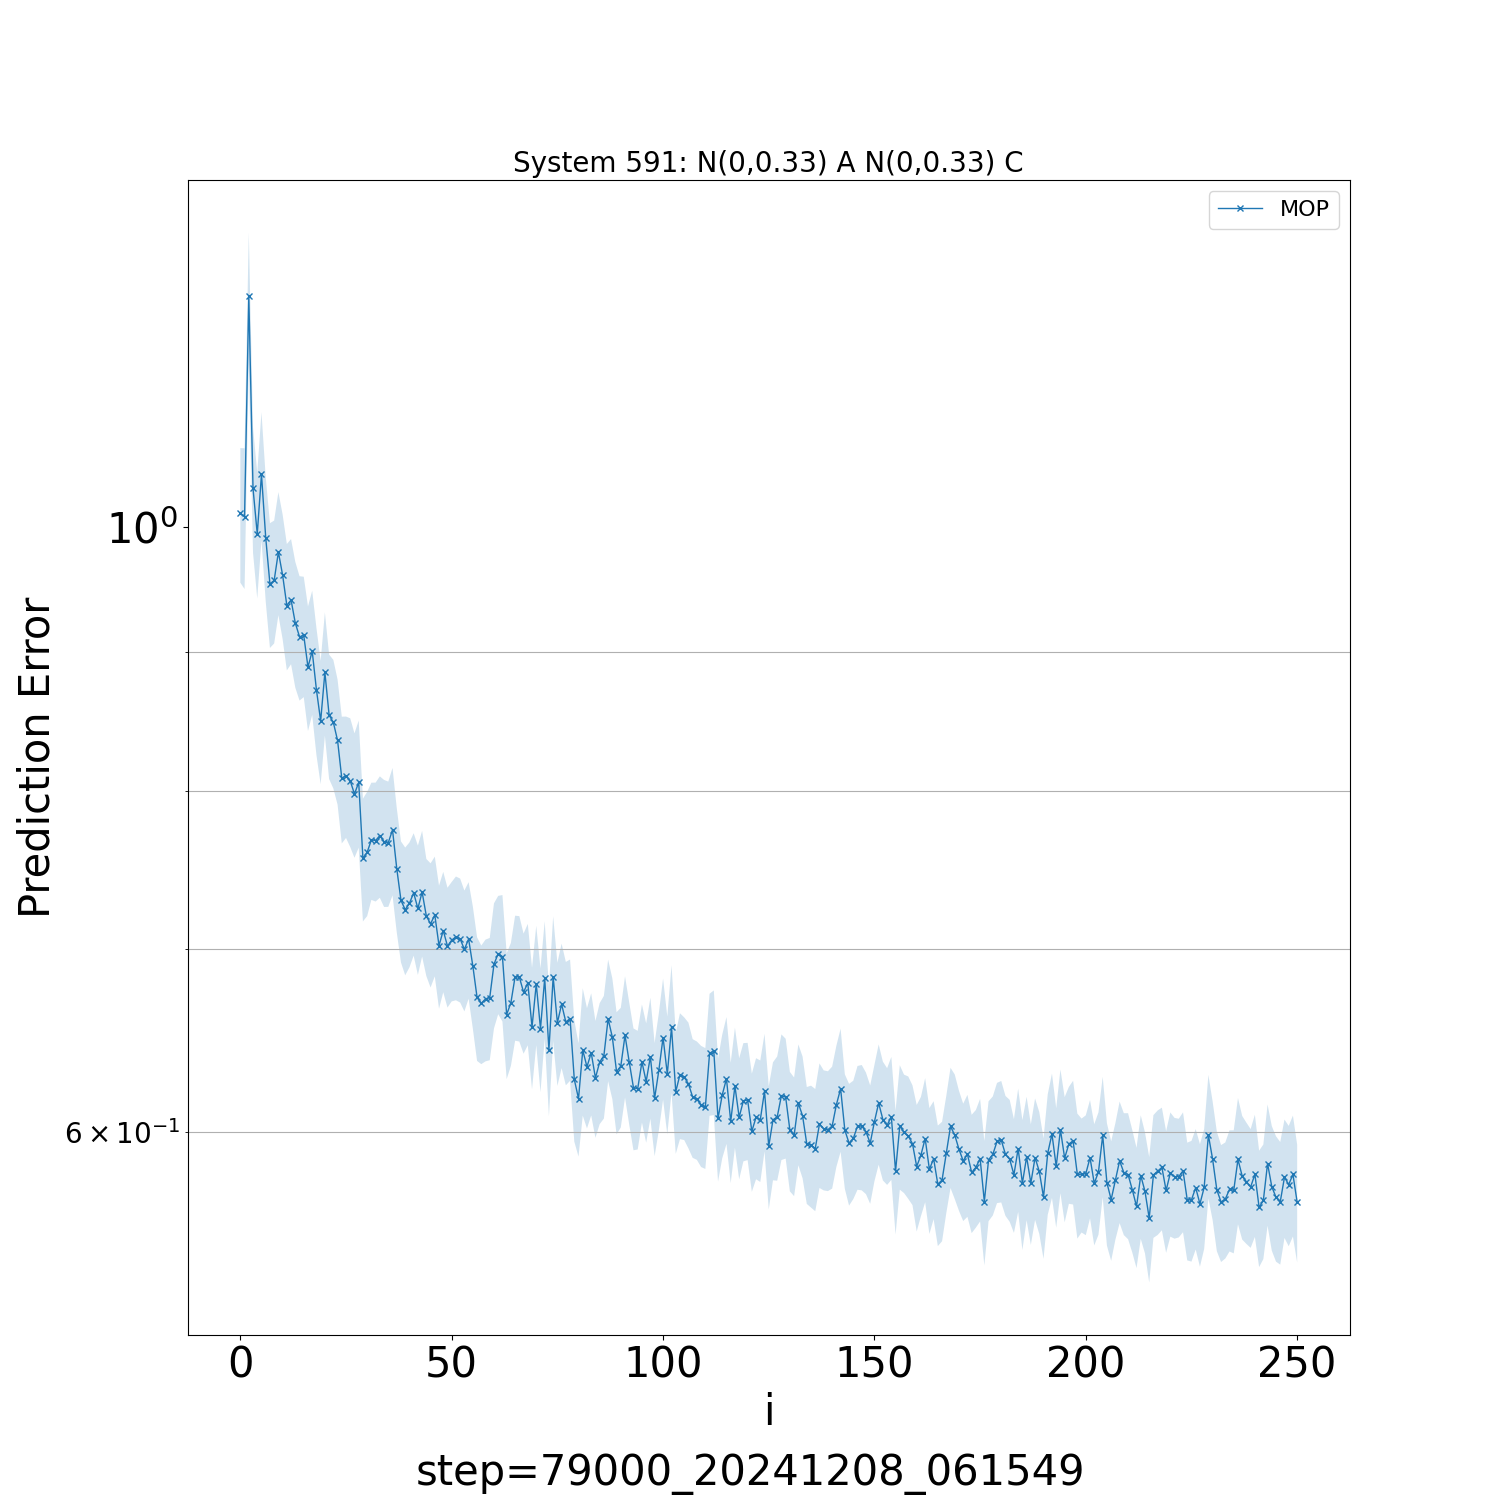 System 591: N(0,0.33) A N(0,0.33) C
MOP
10⁰
6 × 10⁻¹
Prediction Error
0 50 100 150 200 250
i
step=79000_20241208_061549